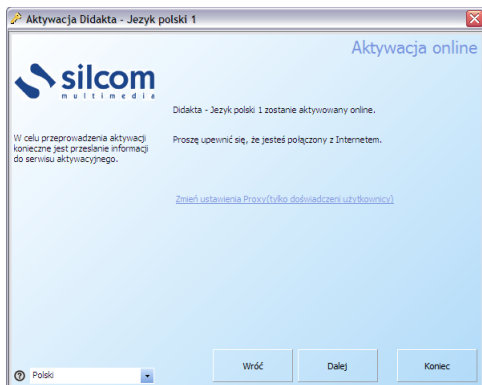 Aktywacja Didakta - Jezyk polski 1
Aktywacja online
silcom
multimedia
Didakta - Jezyk polski 1 zostanie aktywowany online.
W celu przeprowadzenia aktywacji
konieczne jest przesłanie informacji
do serwisu aktywacyjnego.
Proszę upewnić się, że jesteś połączony z Internetem.
Zmień ustawienia Proxy(tylko doświadczeni użytkownicy)
Wróć
Dalej
Koniec
Polski